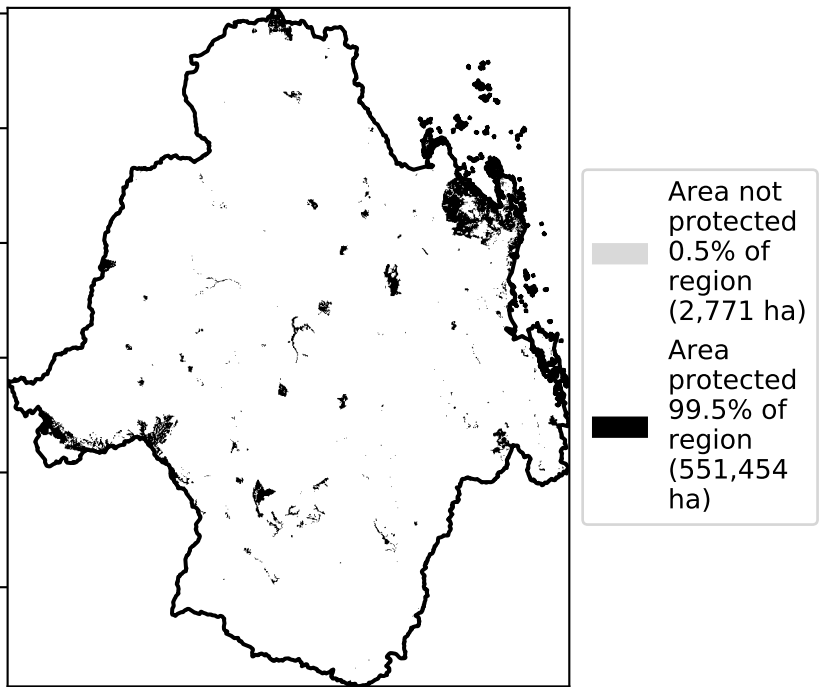 Area not
protected
0.5% of
region
(2,771 ha)
Area
protected
99.5% of
region
(551,454
ha)